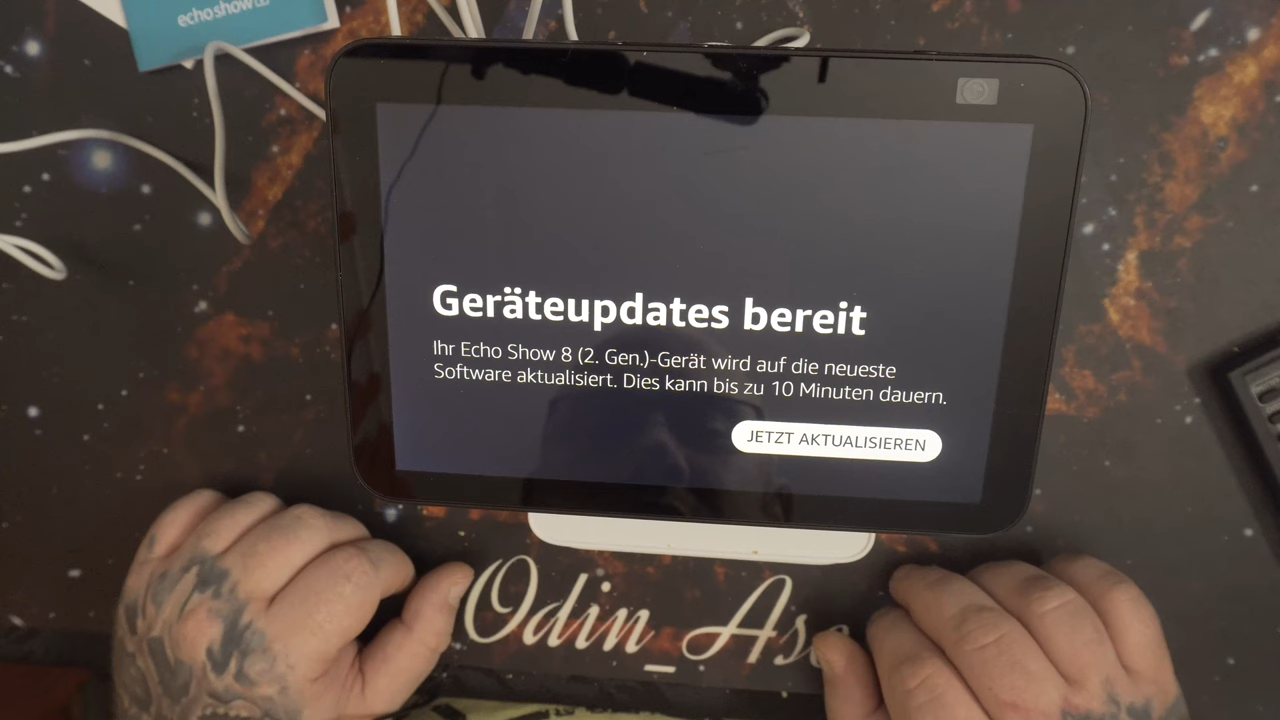 echo show
Geräteupdates bereit
Ihr Echo Show 8 (2. Gen.)-Gerät wird auf die neueste
Software aktualisiert. Dies kann bis zu 10 Minuten dauern.
JETZT AKTUALISIEREN